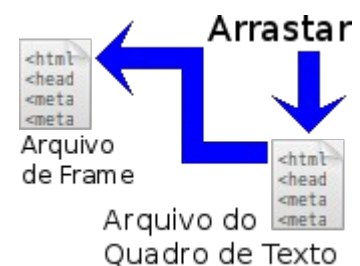 Arrastar
<html
<head
<meta
<meta
Arquivo
de Frame
<html
<head
<meta
<meta
Arquivo do
Quadro de Texto